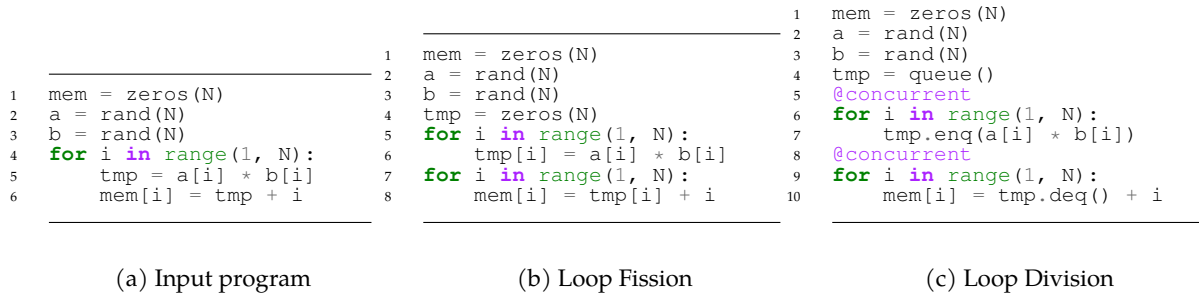 1 mem = zeros(N)
2 a = rand(N)
3 b = rand(N)
4 for i in range(1, N):
5     tmp = a[i] * b[i]
6     mem[i] = tmp + i
(a) Input program
1 mem = zeros(N)
2 a = rand(N)
3 b = rand(N)
4 tmp = zeros(N)
5 for i in range(1, N):
6     tmp[i] = a[i] * b[i]
7 for i in range(1, N):
8     mem[i] = tmp[i] + i
(b) Loop Fission
1 mem = zeros(N)
2 a = rand(N)
3 b = rand(N)
4 tmp = queue()
5 @concurrent
6 for i in range(1, N):
7     tmp.enq(a[i] * b[i])
8 @concurrent
9 for i in range(1, N):
10     mem[i] = tmp.deq() + i
(c) Loop Division